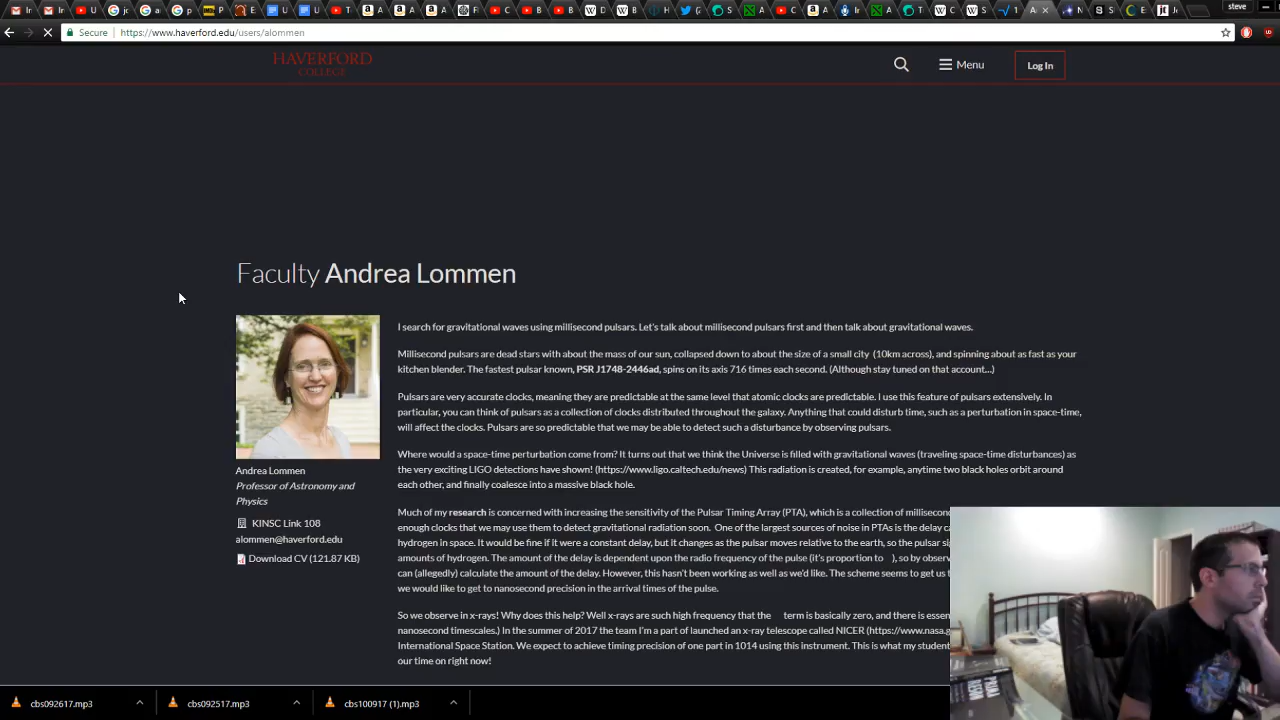 steve
Secure https://www.haverford.edu/users/alommen
HAVERFORD
COLLEGE
Menu
Log In
Faculty Andrea Lommen
I search for gravitational waves using millisecond pulsars. Let's talk about millisecond pulsars first and then talk about gravitational waves.
Millisecond pulsars are dead stars with about the mass of our sun, collapsed down to about the size of a small city (10km across), and spinning about as fast as your
kitchen blender. The fastest pulsar known, PSR J1748-2446ad, spins on its axis 716 times each second. (Although stay tuned on that account...)
Pulsars are very accurate clocks, meaning they are predictable at the same level that atomic clocks are predictable. I use this feature of pulsars extensively. In
particular, you can think of pulsars as a collection of clocks distributed throughout the galaxy. Anything that could disturb time, such as a perturbation in space-time,
will affect the clocks. Pulsars are so predictable that we may be able to detect such a disturbance by observing pulsars.
Where would a space-time perturbation come from? It turns out that we think the Universe is filled with gravitational waves (traveling space-time disturbances) as
the very exciting LIGO detections have shown! (https://www.ligo.caltech.edu/news) This radiation is created, for example, anytime two black holes orbit around
each other, and finally coalesce into a massive black hole.
Andrea Lommen
Professor of Astronomy and
Physics
KINSC Link 108
alommen@haverford.edu
Download CV (121.87 KB)
Much of my research is concerned with increasing the sensitivity of the Pulsar Timing Array (PTA), which is a collection of millisec
enough clocks that we may use them to detect gravitational radiation soon. One of the largest sources of noise in PTAs is the delay c
hydrogen in space. It would be fine if it were a constant delay, but it changes as the pulsar moves relative to the earth, so the pulsar sig
amounts of hydrogen. The amount of the delay is dependent upon the radio frequency of the pulse (it's proportion to ), so by observ
can (allegedly) calculate the amount of the delay. However, this hasn't been working as well as we'd like. The scheme seems to get us t
we would like to get to nanosecond precision in the arrival times of the pulse.
So we observe in x-rays! Why does this help? Well x-rays are such high frequency that the term is basically zero, and there is essen
nanosecond timescales.) In the summer of 2017 the team I'm a part of launched an x-ray telescope called NICER (https://www.nasa.g
International Space Station. We expect to achieve timing precision of one part in 1014 using this instrument. This is what my student
our time on right now!
cbs092617.mp3
cbs092517.mp3
cbs100917 (1).mp3